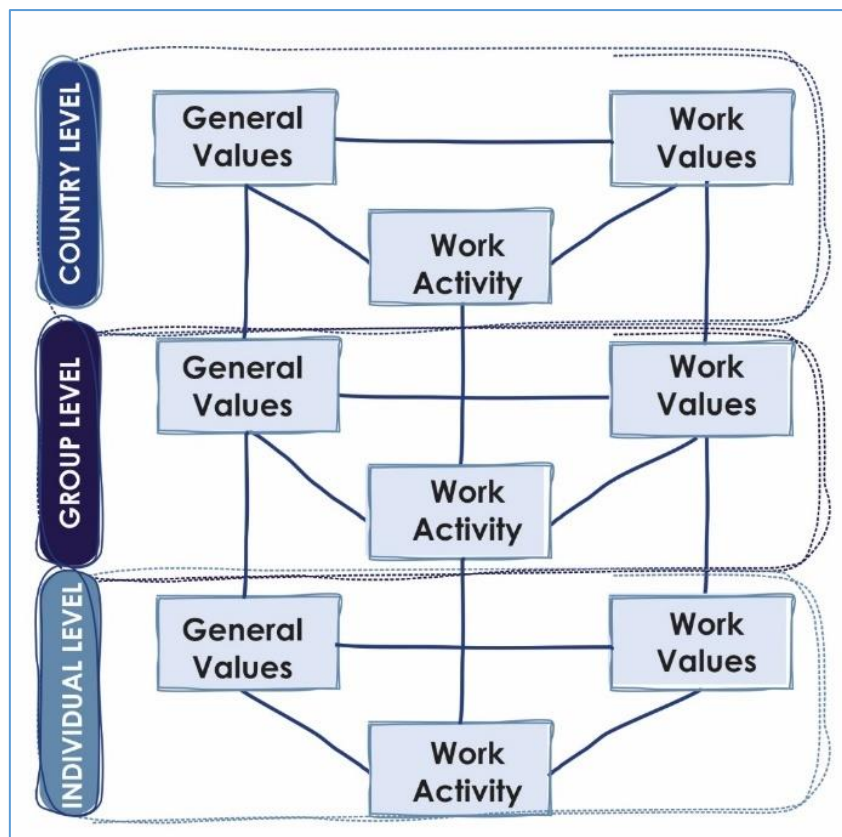 COUNTRY LEVEL
General
Values
Work
Values
Work
Activity
GROUP LEVEL
General
Values
Work
Values
Work
Activity
INDIVIDUAL LEVEL
General
Values
Work
Values
Work
Activity